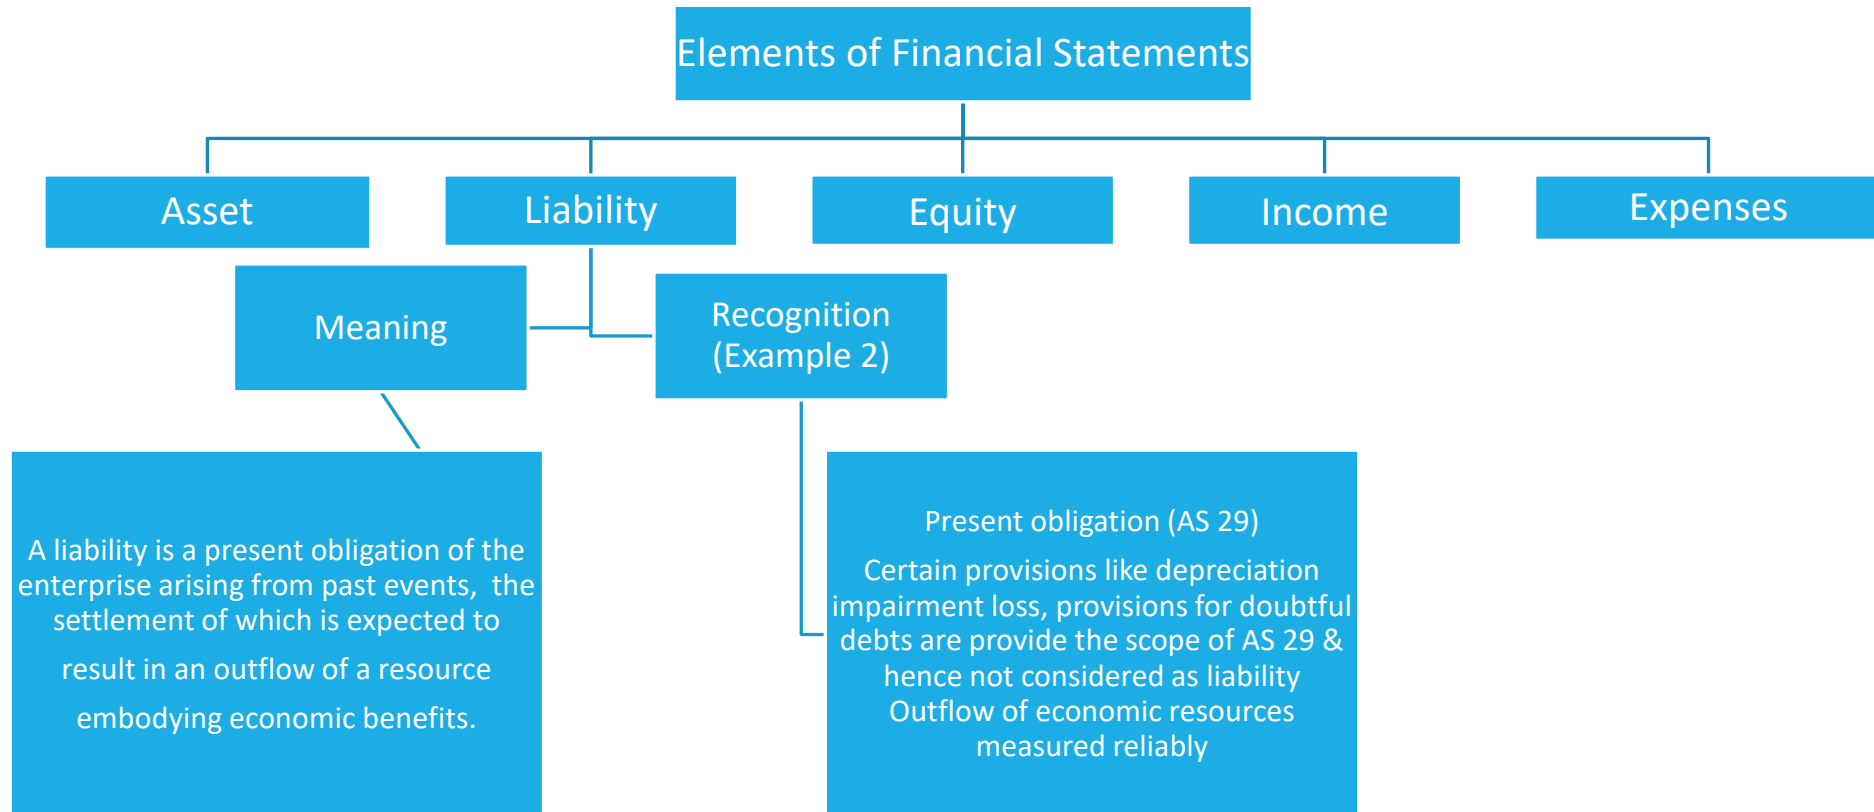 Elements of Financial Statements
Asset
Liability
Equity
Income
Expenses
Meaning
Recognition
(Example 2)
A liability is a present obligation of the
enterprise arising from past events, the
settlement of which is expected to
result in an outflow of a resource
embodying economic benefits.
Present obligation (AS 29)
Certain provisions like depreciation
impairment loss, provisions for doubtful
debts are provide the scope of AS 29 &
hence not considered as liability
Outflow of economic resources
measured reliably